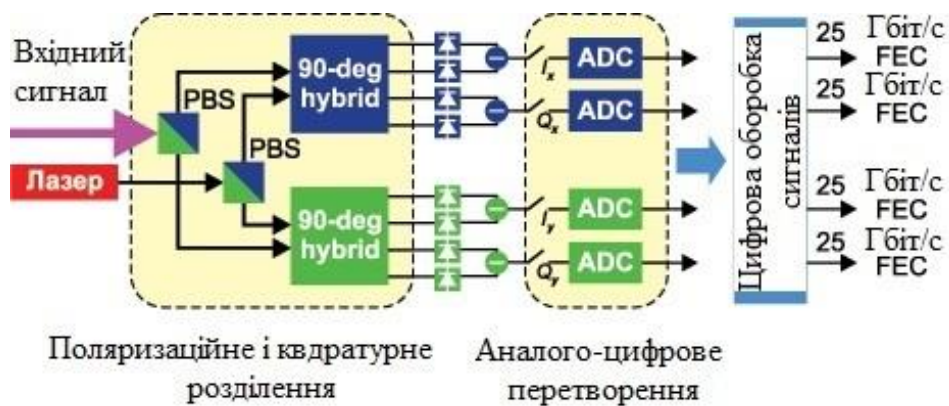 Вхідний
сигнал
Лазер
PBS
PBS
90-deg
hybrid
90-deg
hybrid
Ix
ADC
Qx
ADC
Iy
ADC
Qy
ADC
Цифрова оборобка
сигналів
25 Гбіт/с
FEC
25 Гбіт/с
FEC
25 Гбіт/с
FEC
25 Гбіт/с
FEC
Поляризаційне і квдратурне
розділення
Аналого-цифрове
перетворення